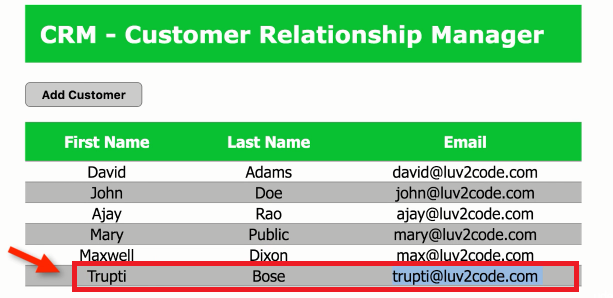 CRM - Customer Relationship Manager
Add Customer
First Name Last Name Email
David Adams david@luv2code.com
John Doe john@luv2code.com
Ajay Rao ajay@luv2code.com
Mary Public mary@luv2code.com
Maxwell Dixon max@luv2code.com
Trupti Bose trupti@luv2code.com